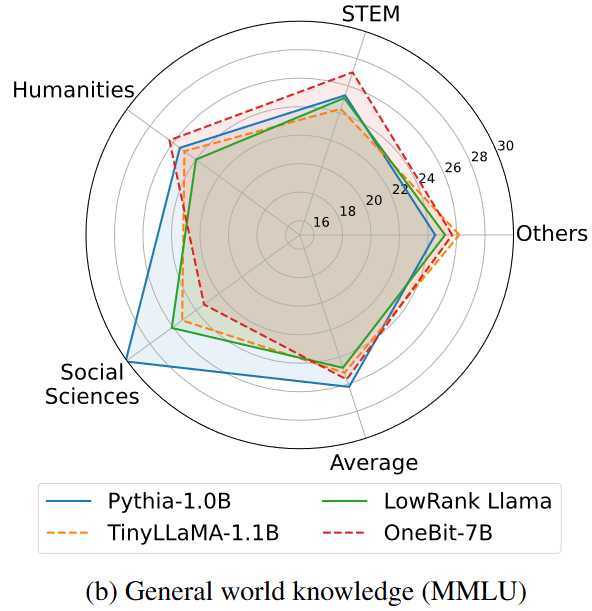 STEM
Humanities
30
28
26
24
22
20
18
16
Others
Social
Sciences
Average
Pythia-1.0B
LowRank Llama
TinyLLaMA-1.1B
OneBit-7B
(b) General world knowledge (MMLU)